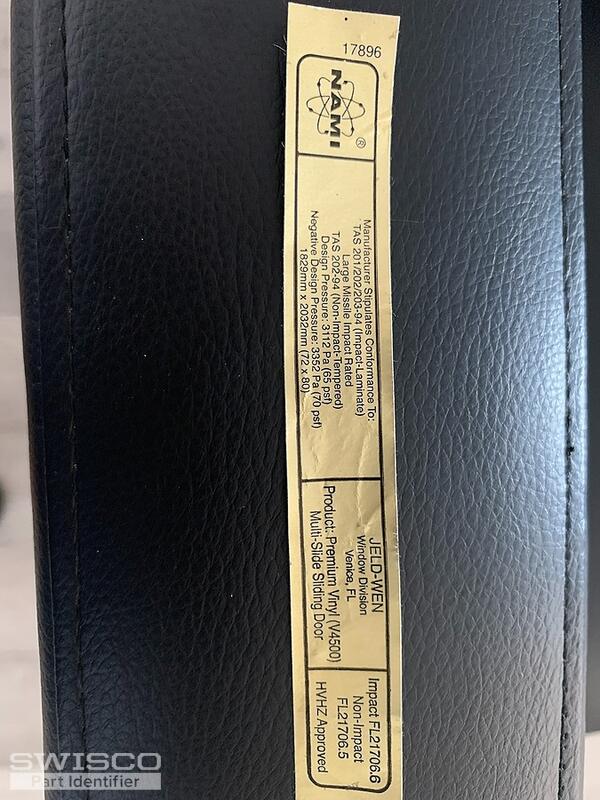 17896
NAMI
®
Manufacturer Stipulates Conformance To:
TAS 201/202/203-94 (Impact-Laminate)
Large Missile Impact Rated
TAS 202-94 (Non-Impact-Tempered)
Design Pressure: 3112 Pa (65 psf)
Negative Design Pressure: 3352 Pa (70 psf)
1829mm x 2032mm (72 x 80)
JELD-WEN
Window Division
Venice, FL
Product: Premium Vinyl (V4500)
Multi-Slide Sliding Door
Impact FL21706.6
Non-Impact
FL21706.5
HVHZ Approved
SWISCO
Part Identifier